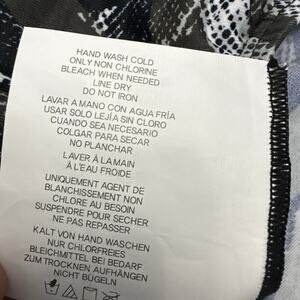 HAND WASH COLD
ONLY NON CHLORINE
BLEACH WHEN NEEDED
LINE DRY
DO NOT IRON
LAVAR A MANO CON AGUA FRÍA
USAR SOLO LEJÍA SIN CLORO
CUANDO SEA NECESARIO
COLGAR PARA SECAR
NO PLANCHAR
LAVER À LA MAIN
À L'EAU FROIDE
UNIQUEMENT AGENT DE
BLANCHISSEMENT NON
CHLORE AU BESOIN
SUSPENDRE POUR SECHER
NE PAS REPASSER
KALT VON HAND WASCHEN
NUR CHLORFREIES
BLEICHMITTEL BEI BEDARF
ZUM TROCKNEN AUFHÄNGEN
NICHT BÜGELN